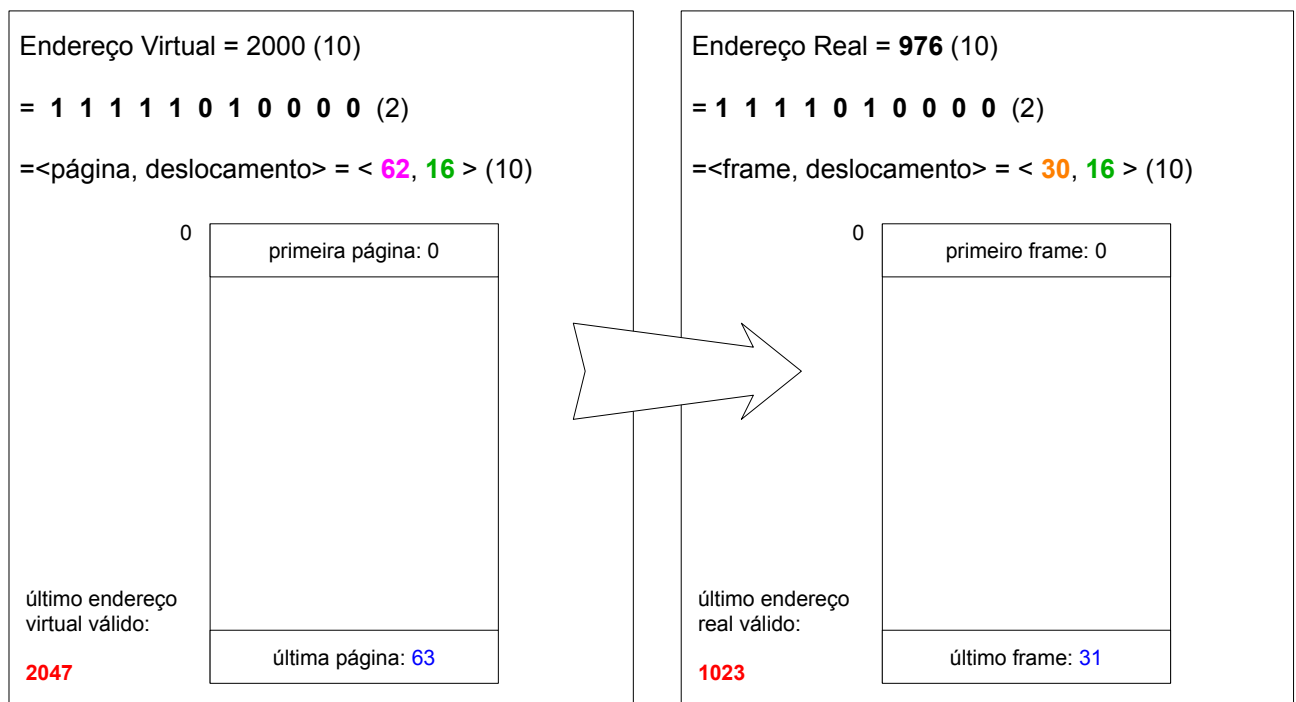 Endereço Virtual = 2000 (10)
= 1 1 1 1 1 0 1 0 0 0 0 (2)
=<página, deslocamento> = < 62, 16 > (10)
0
primeira página: 0
último endereço
virtual válido:
2047
última página: 63
Endereço Real = 976 (10)
= 1 1 1 1 0 1 0 0 0 0 (2)
=<frame, deslocamento> = < 30, 16 > (10)
0
primeiro frame: 0
último endereço
real válido:
1023
último frame: 31